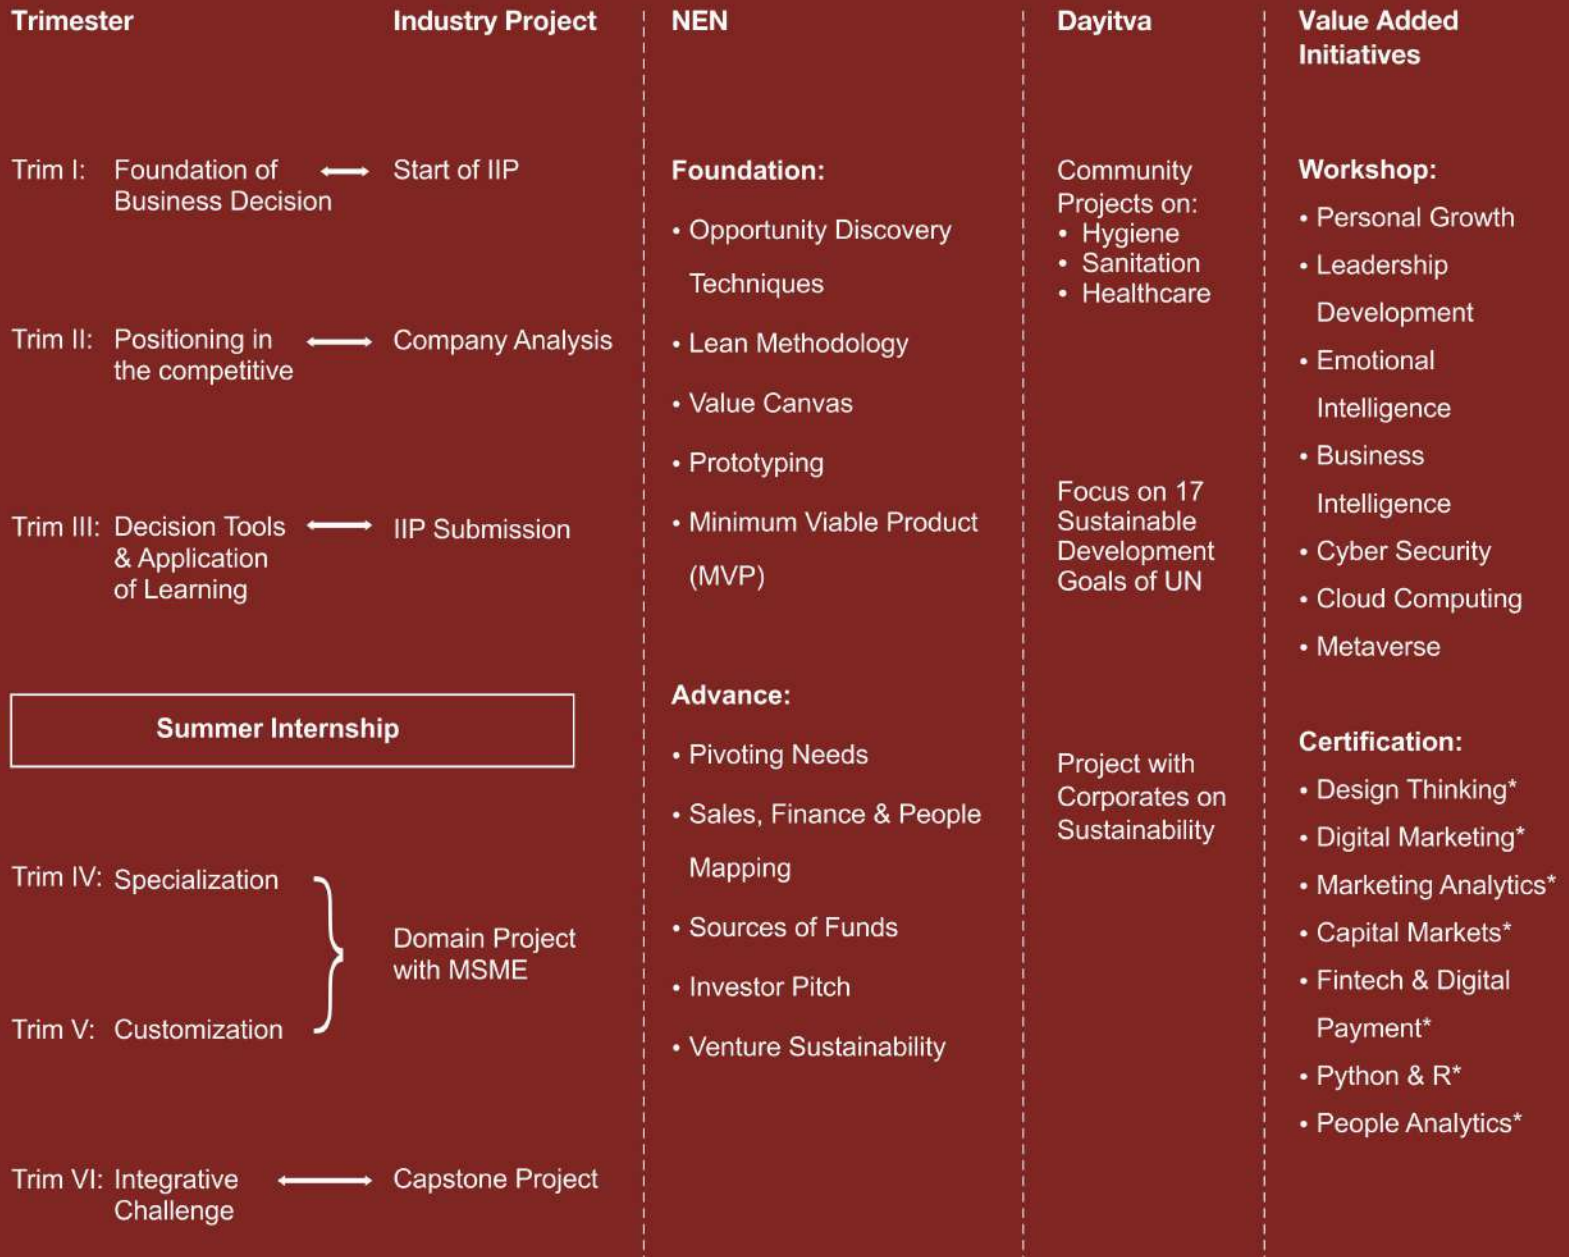 Trimester
Industry Project
NEN
Dayitva
Value Added
Initiatives
Trim I: Foundation of
Business Decision
Start of IIP
Trim II: Positioning in
the competitive
Company Analysis
Trim III: Decision Tools
& Application
of Learning
IIP Submission
Summer Internship
Trim IV: Specialization
Trim V: Customization
Domain Project
with MSME
Trim VI: Integrative
Challenge
Capstone Project
Foundation:
• Opportunity Discovery
Techniques
• Lean Methodology
• Value Canvas
• Prototyping
• Minimum Viable Product
(MVP)
Advance:
• Pivoting Needs
• Sales, Finance & People
Mapping
• Sources of Funds
• Investor Pitch
• Venture Sustainability
Community
Projects on:
• Hygiene
• Sanitation
• Healthcare
Focus on 17
Sustainable
Development
Goals of UN
Project with
Corporates on
Sustainability
Workshop:
• Personal Growth
• Leadership
Development
• Emotional
Intelligence
• Business
Intelligence
• Cyber Security
• Cloud Computing
• Metaverse
Certification:
• Design Thinking*
• Digital Marketing*
• Marketing Analytics*
• Capital Markets*
• Fintech & Digital
Payment*
• Python & R*
• People Analytics*